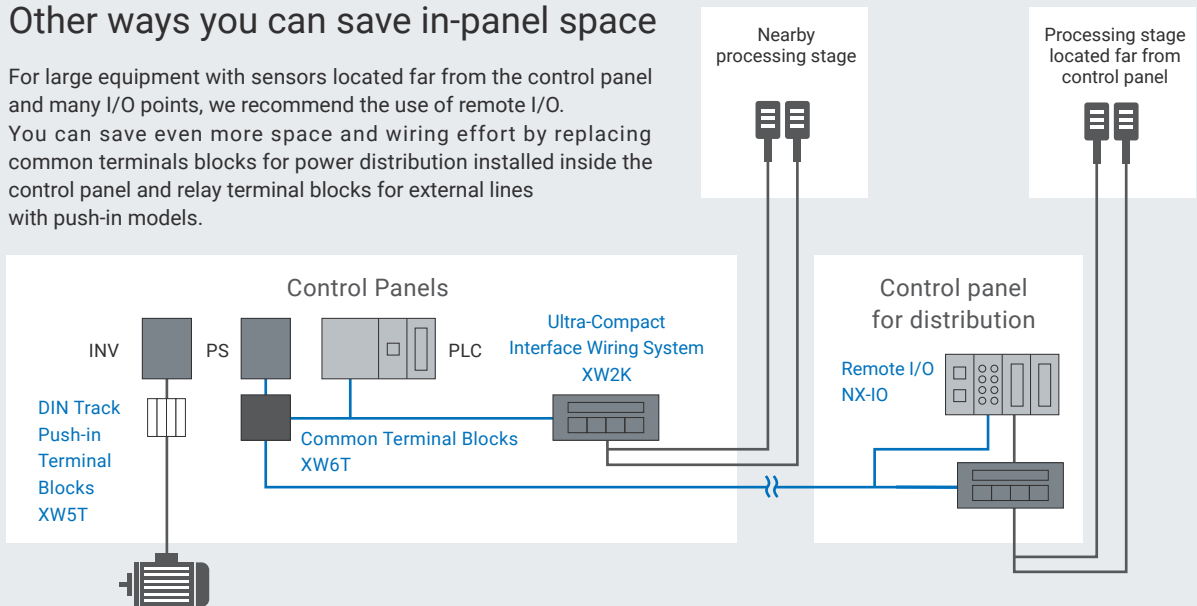 Other ways you can save in-panel space
For large equipment with sensors located far from the control panel
and many I/O points, we recommend the use of remote I/O.
You can save even more space and wiring effort by replacing
common terminals blocks for power distribution installed inside the
control panel and relay terminal blocks for external lines
with push-in models.
Nearby
processing stage
Processing stage
located far from
control panel
Control Panels
INV
PS
PLC
Ultra-Compact
Interface Wiring System
XW2K
DIN Track
Push-in
Terminal
Blocks
XW5T
Common Terminal Blocks
XW6T
Control panel
for distribution
Remote I/O
NX-IO